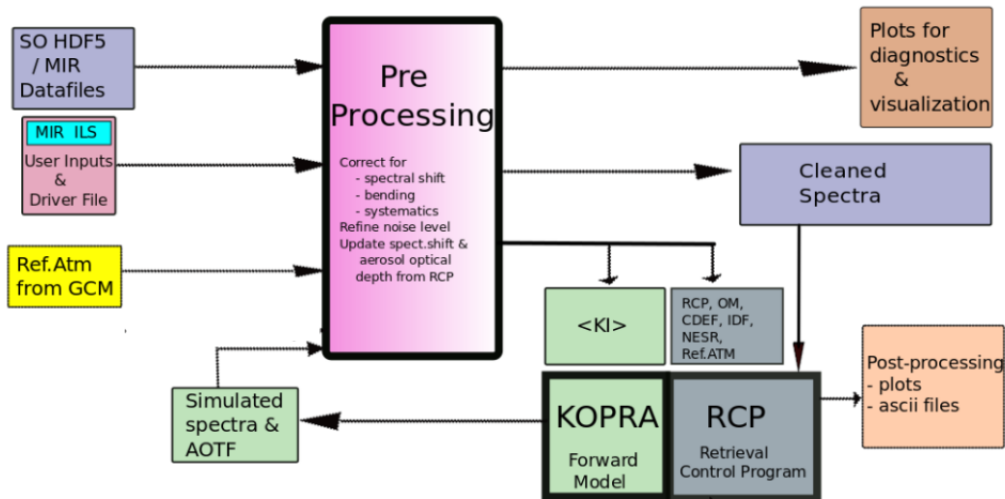 SO HDF5
/ MIR
Datafiles
MIR ILS
User Inputs
&
Driver File
Ref.Atm
from GCM
Pre
Processing
Correct for
- spectral shift
- bending
- systematics
Refine noise level
Update spect.shift &
aerosol optical
depth from RCP
Plots for
diagnostics
&
visualization
Cleaned
Spectra
<KI>
RCP, OM,
CDEF, IDF,
NESR,
Ref.ATM
Simulated
spectra &
AOTF
KOPRA
Forward
Model
RCP
Retrieval
Control Program
Post-processing
- plots
- ascii files